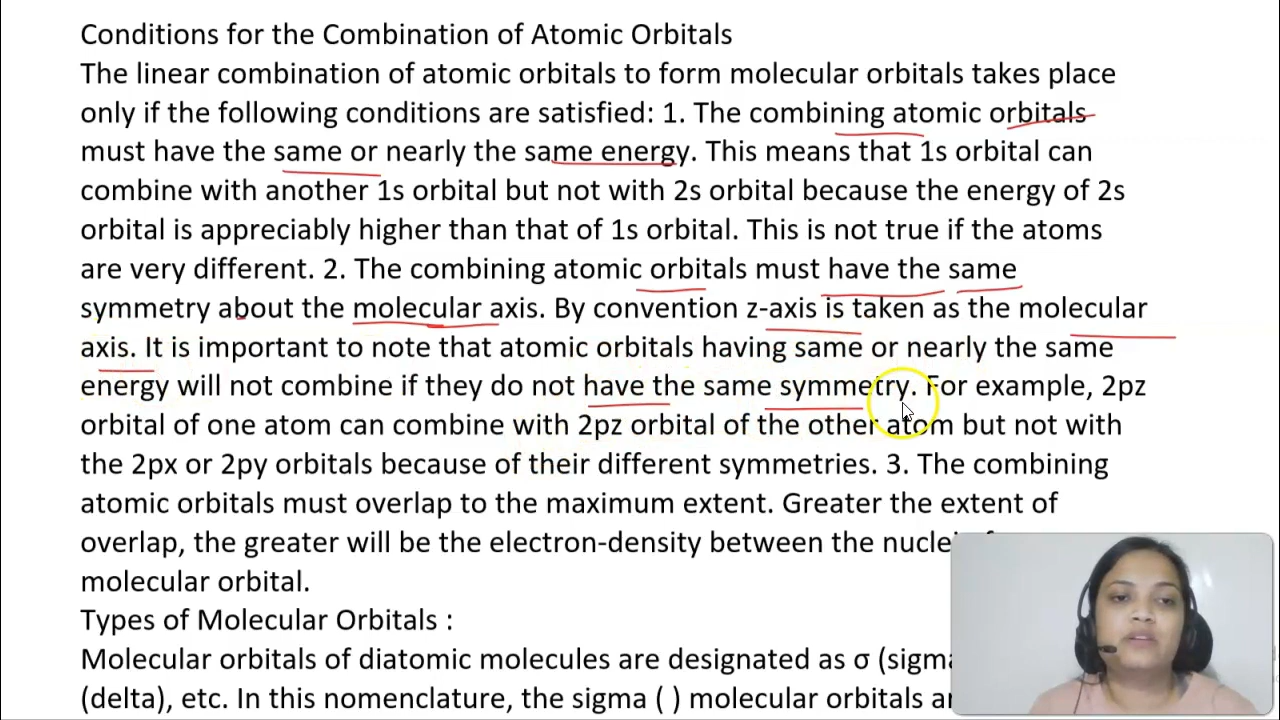 Conditions for the Combination of Atomic Orbitals
The linear combination of atomic orbitals to form molecular orbitals takes place
only if the following conditions are satisfied: 1. The combining atomic orbitals
must have the same or nearly the same energy. This means that 1s orbital can
combine with another 1s orbital but not with 2s orbital because the energy of 2s
orbital is appreciably higher than that of 1s orbital. This is not true if the atoms
are very different. 2. The combining atomic orbitals must have the same
symmetry about the molecular axis. By convention z-axis is taken as the molecular
axis. It is important to note that atomic orbitals having same or nearly the same
energy will not combine if they do not have the same symmetry. For example, 2pz
orbital of one atom can combine with 2pz orbital of the other atom but not with
the 2px or 2py orbitals because of their different symmetries. 3. The combining
atomic orbitals must overlap to the maximum extent. Greater the extent of
overlap, the greater will be the electron-density between the nuclei
molecular orbital.
Types of Molecular Orbitals :
Molecular orbitals of diatomic molecules are designated as σ (sigma
(delta), etc. In this nomenclature, the sigma ( ) molecular orbitals